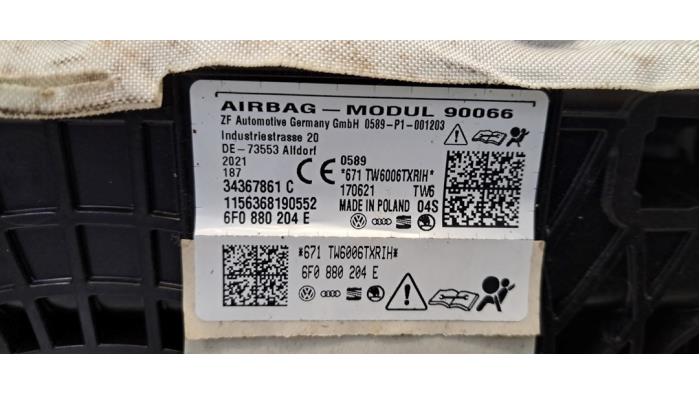 AIRBAG - MODUL 90066
ZF Automotive Germany GmbH 0589-P1-001203
Industriestrasse 20
DE-73553 Alfdorf
2021
187
CE 0589
*671 TW6006TXRIH*
34367861 C
170621 TW6
1156368190552
MADE IN POLAND 04S
6F0 880 204 E
*671 TW6006TXRIH*
6F0 880 204 E